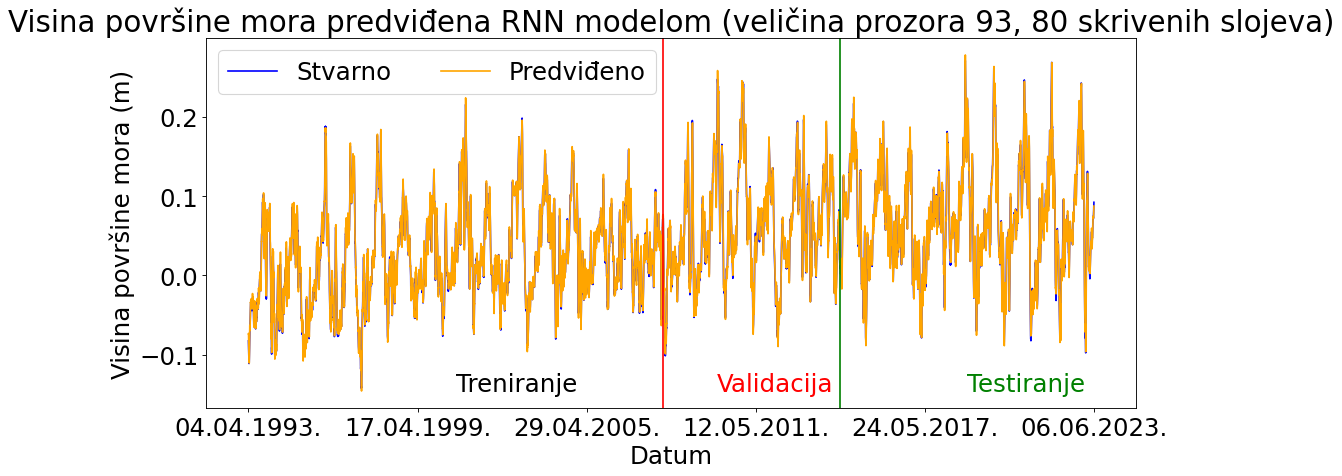 Visina površine mora predviđena RNN modelom (veličina prozora 93, 80 skrivenih slojeva)
Stvarno Predviđeno
Visina površine mora (m)
0.2
0.1
0.0
−0.1
Treniranje Validacija Testiranje
04.04.1993. 17.04.1999. 29.04.2005. 12.05.2011. 24.05.2017. 06.06.2023.
Datum